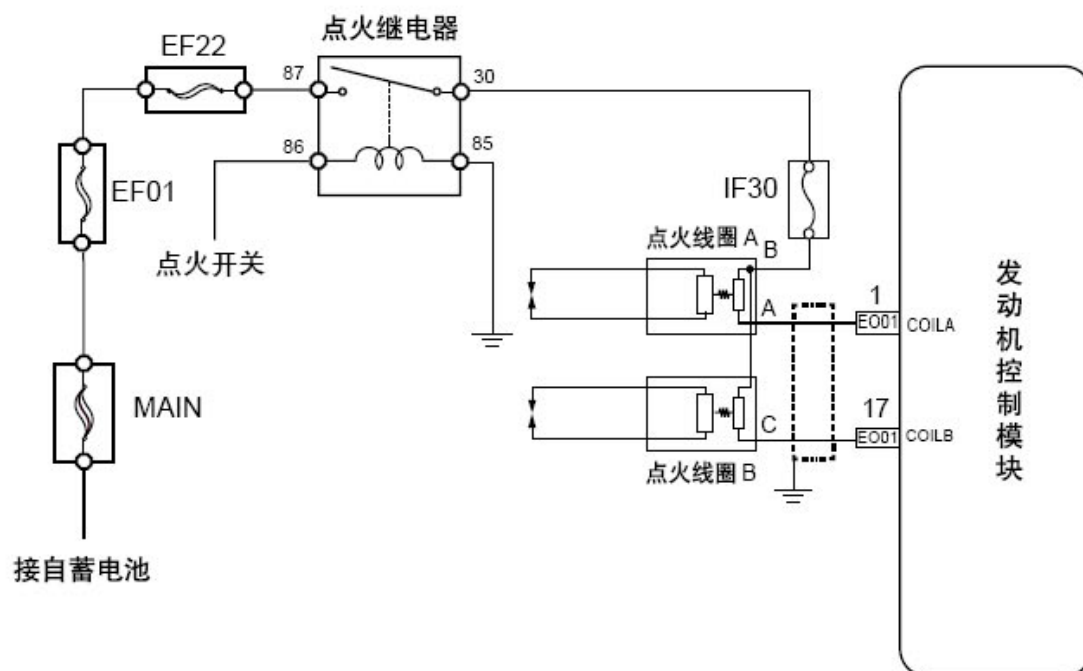 点火继电器
EF22
87
30
86
85
EF01
IF30
点火开关
点火线圈 A
B
A
1
EO01
COILA
MAIN
C
17
EO01
COILB
点火线圈 B
接自蓄电池
发动机控制模块